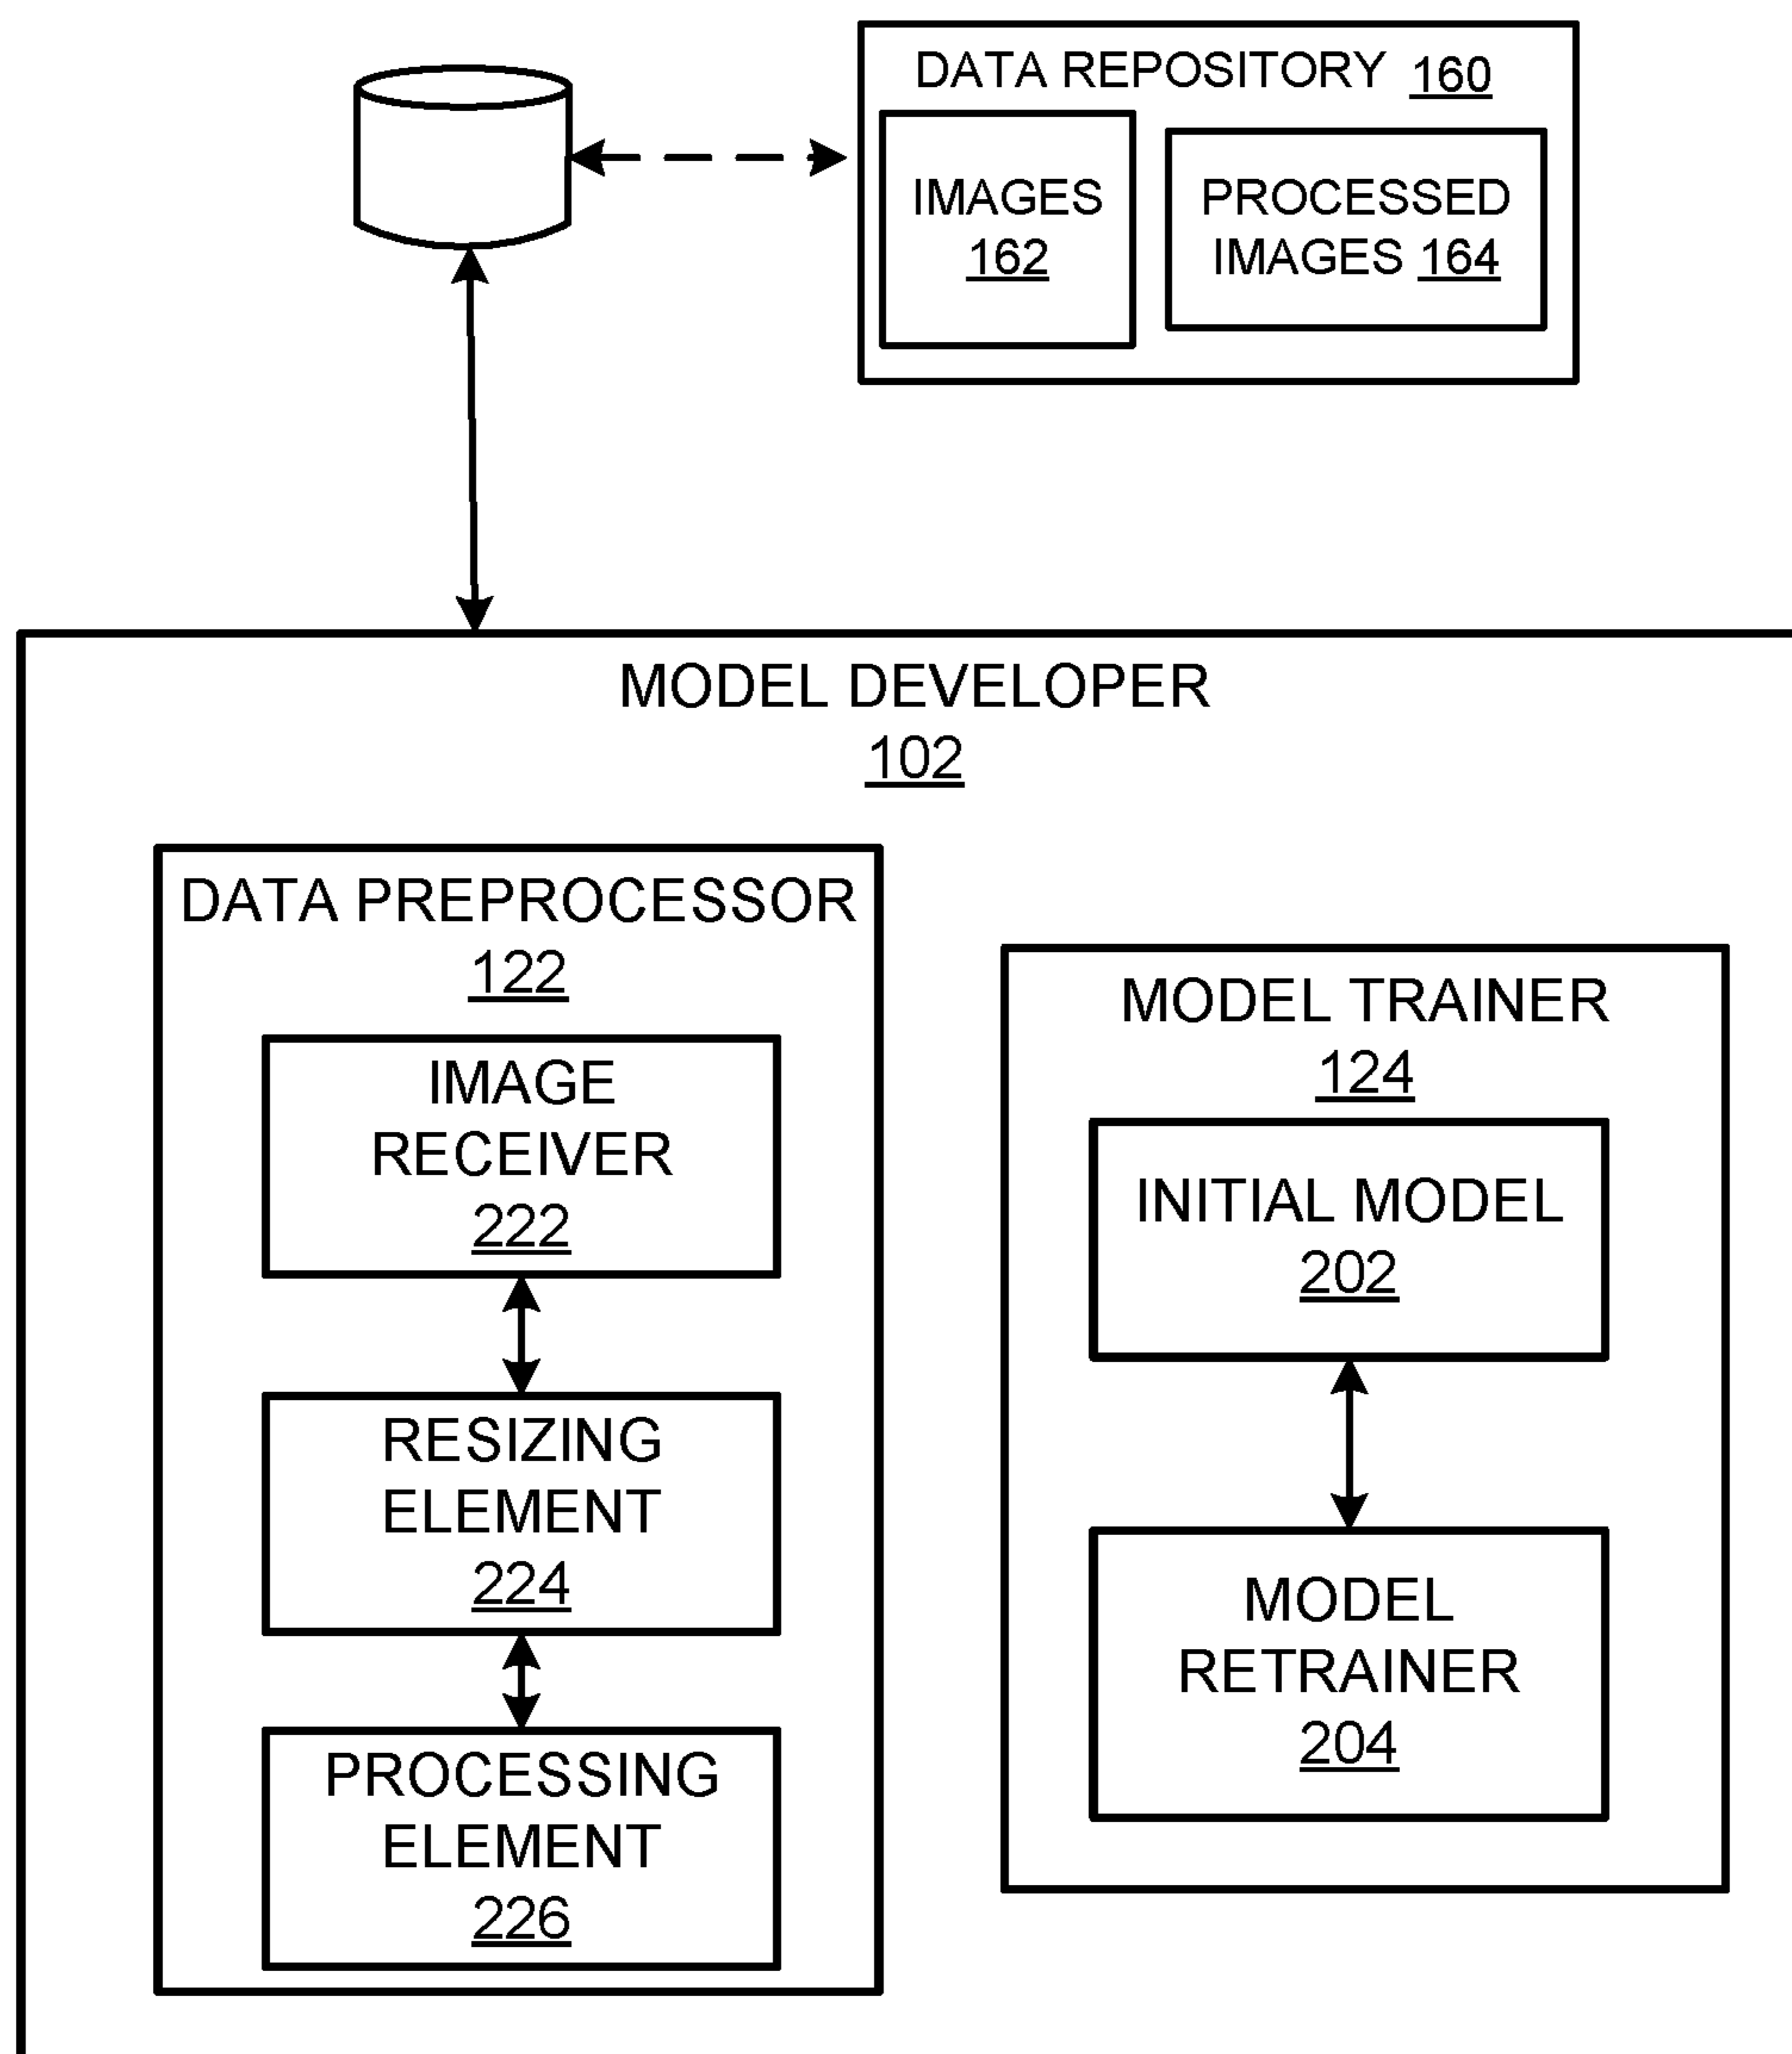 DATA REPOSITORY 160
IMAGES
162
PROCESSED
IMAGES 164
MODEL DEVELOPER
102
DATA PREPROCESSOR
122
IMAGE
RECEIVER
222
RESIZING
ELEMENT
224
PROCESSING
ELEMENT
226
MODEL TRAINER
124
INITIAL MODEL
202
MODEL
RETRAINER
204